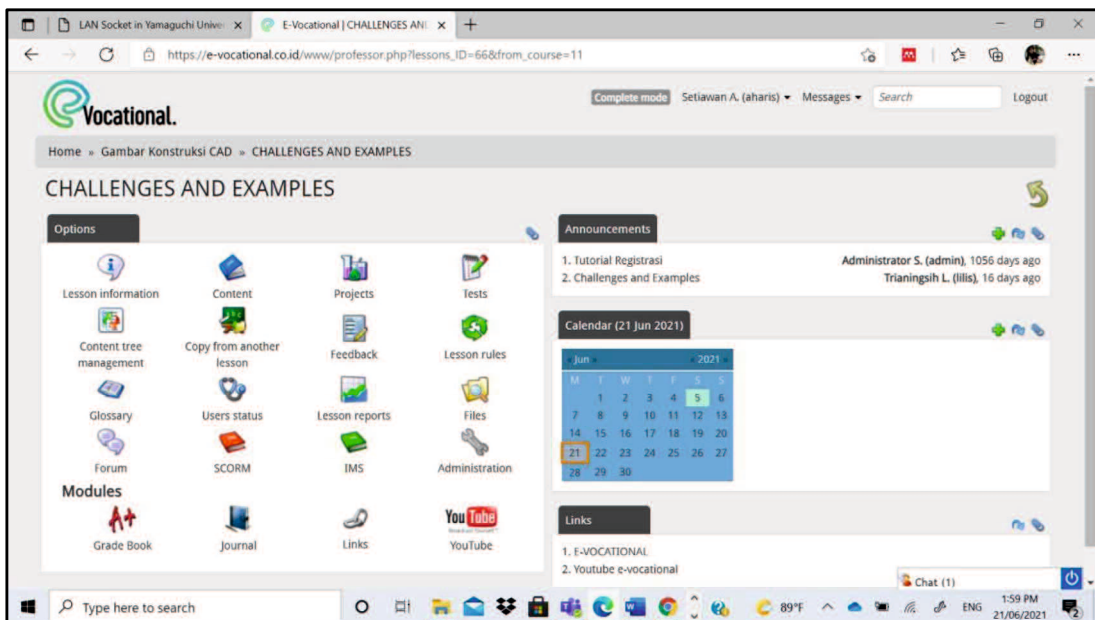 LAN Socket in Yamaguchi Unive
E-Vocational | CHALLENGES AN
https://e-vocational.co.id/www/professor.php?lessons_ID=66&from_course=11
Vocational.
Complete mode Setiawan A. (aharis) Messages Search Logout
Home » Gambar Konstruksi CAD » CHALLENGES AND EXAMPLES
CHALLENGES AND EXAMPLES
Options
Lesson information Content Projects Tests
Content tree management Copy from another lesson Feedback Lesson rules
Glossary Users status Lesson reports Files
Forum SCORM IMS Administration
Modules
A+ You Tube
Grade Book Journal Links YouTube
Announcements
1. Tutorial Registrasi Administrator S. (admin), 1056 days ago
2. Challenges and Examples Trianingsih L. (lilis), 16 days ago
Calendar (21 Jun 2021)
« Jun » « 2021 »
M T W T F S S
1 2 3 4 5 6
7 8 9 10 11 12 13
14 15 16 17 18 19 20
21 22 23 24 25 26 27
28 29 30
Links
1. E-VOCATIONAL
2. Youtube e-vocational
Chat (1)
Type here to search 89°F ENG 1:59 PM
21/06/2021
2